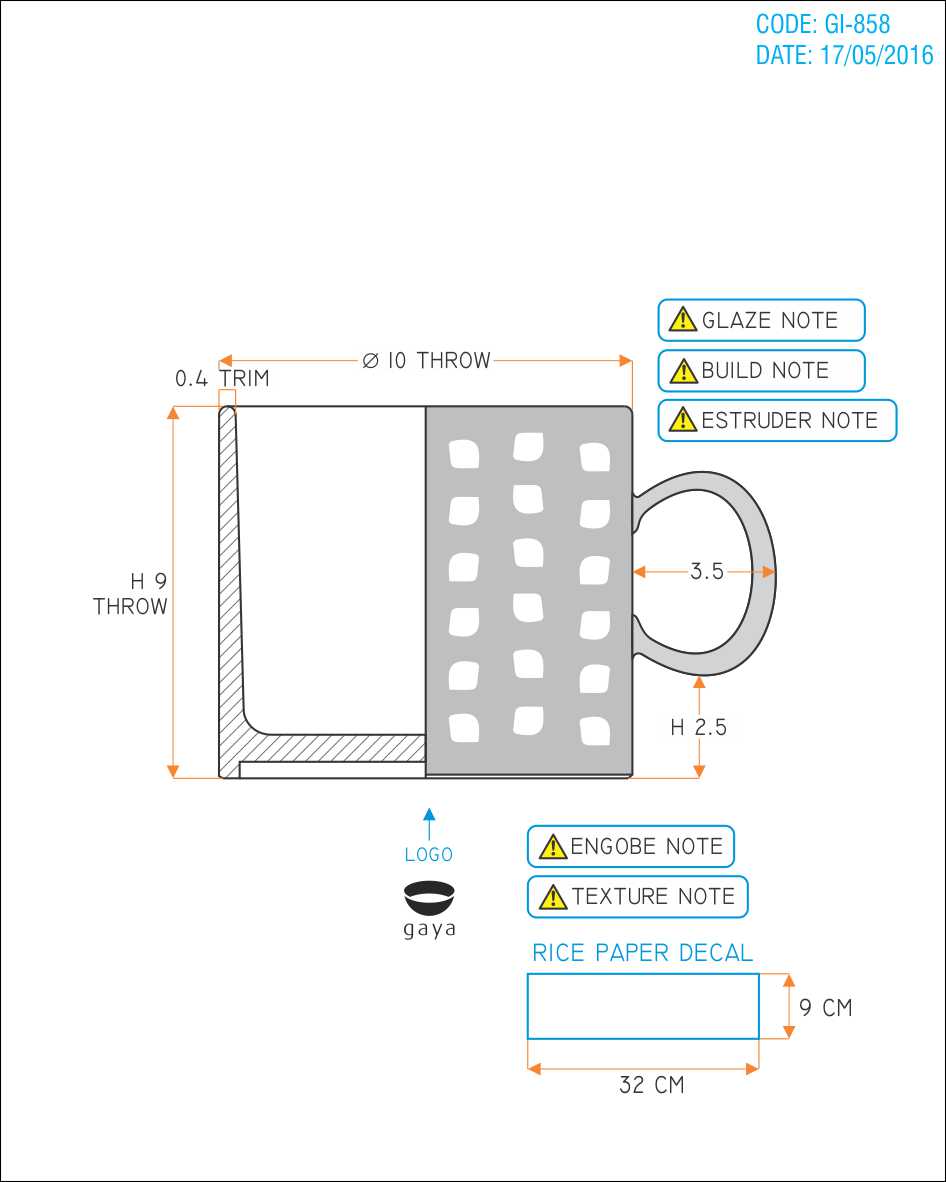 CODE: GI-858
DATE: 17/05/2016
GLAZE NOTE
BUILD NOTE
ESTRUDER NOTE
Ø 10 THROW
0.4 TRIM
H 9
THROW
3.5
H 2.5
LOGO
gaya
ENGOBE NOTE
TEXTURE NOTE
RICE PAPER DECAL
9 CM
32 CM